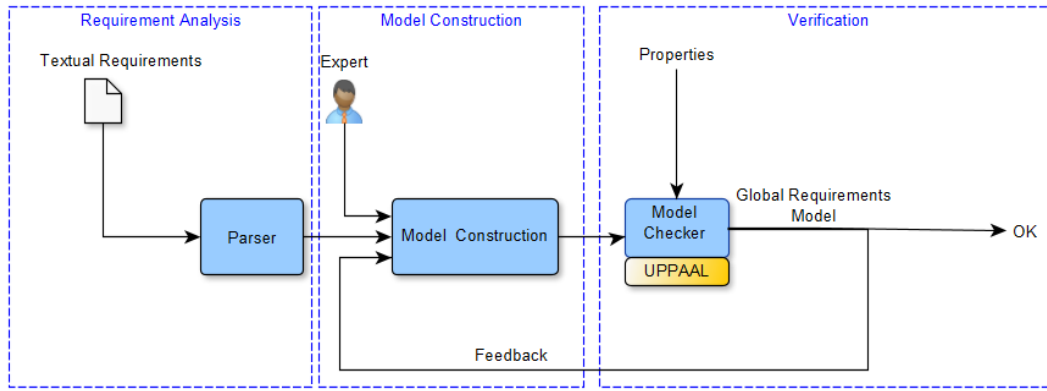 Requirement Analysis
Model Construction
Verification
Textual Requirements
Expert
Properties
Parser
Model Construction
Model
Checker
UPPAAL
Global Requirements
Model
OK
Feedback